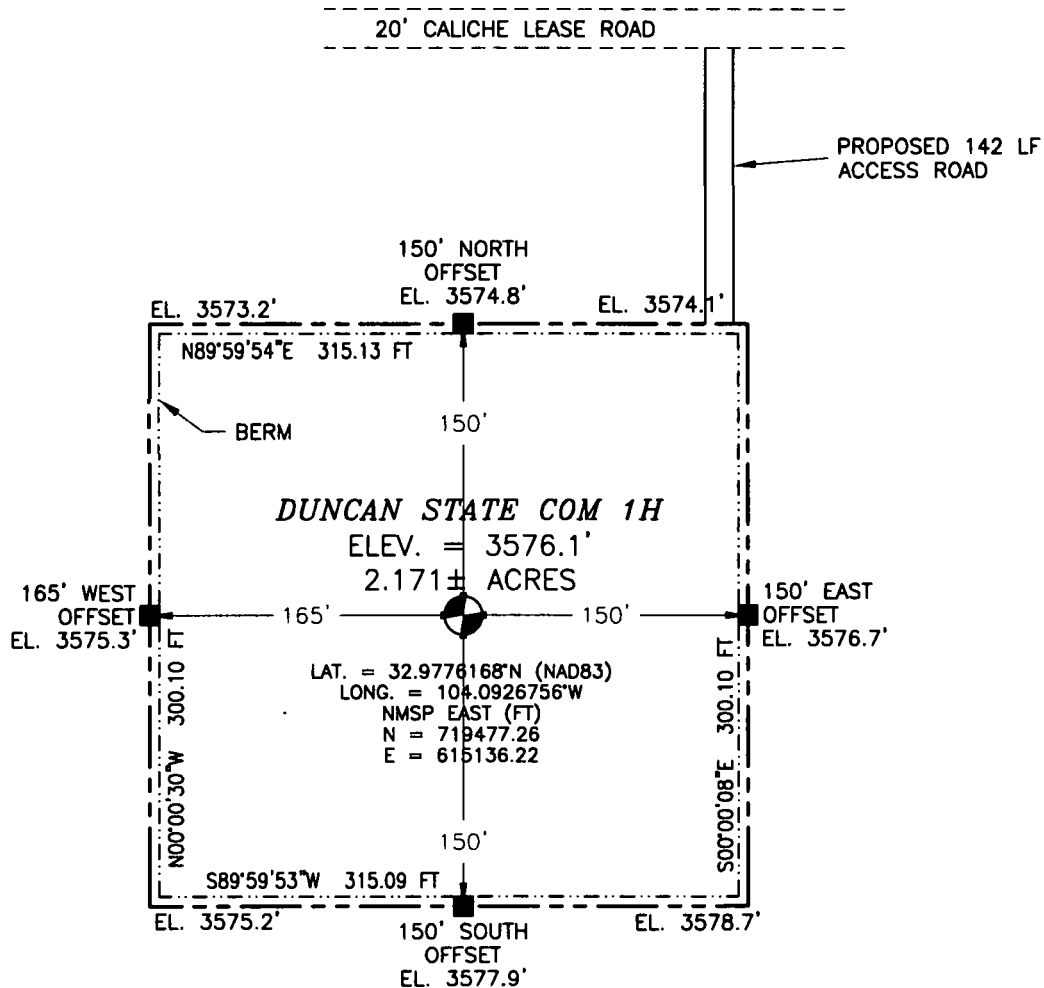 20' CALICHE LEASE ROAD
PROPOSED 142 LF
ACCESS ROAD
150' NORTH
OFFSET
EL. 3574.8'
EL. 3573.2'
EL. 3574.1'
N89°59'54"E 315.13 FT
150'
BERM
DUNCAN STATE COM 1H
ELEV. = 3576.1'
2.171± ACRES
165' WEST
OFFSET
EL. 3575.3'
165'
150'
150' EAST
OFFSET
EL. 3576.7'
LAT. = 32.9776168°N (NAD83)
LONG. = 104.0926756°W
NMSP EAST (FT)
N = 719477.26
E = 615136.22
N00°00'30"W 300.10 FT
S00°00'08"E 300.10 FT
150'
S89°59'53"W 315.09 FT
EL. 3575.2'
EL. 3578.7'
150' SOUTH
OFFSET
EL. 3577.9'